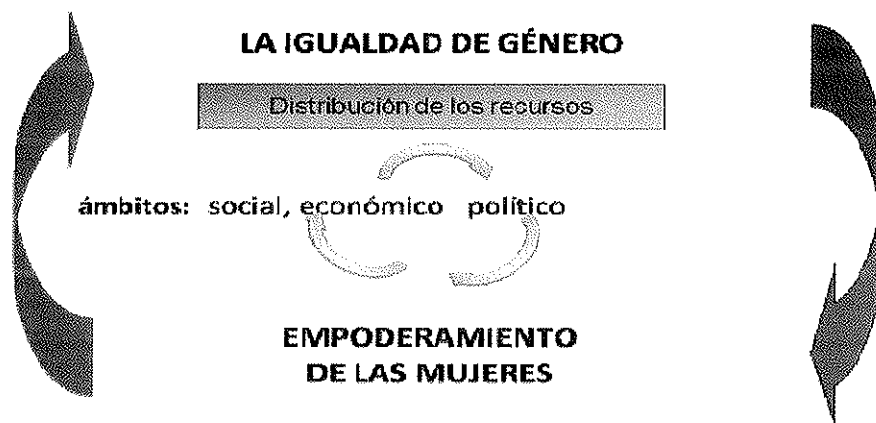 LA IGUALDAD DE GÉNERO
Distribución de los recursos
ámbitos: social, económico político
EMPODERAMIENTO
DE LAS MUJERES